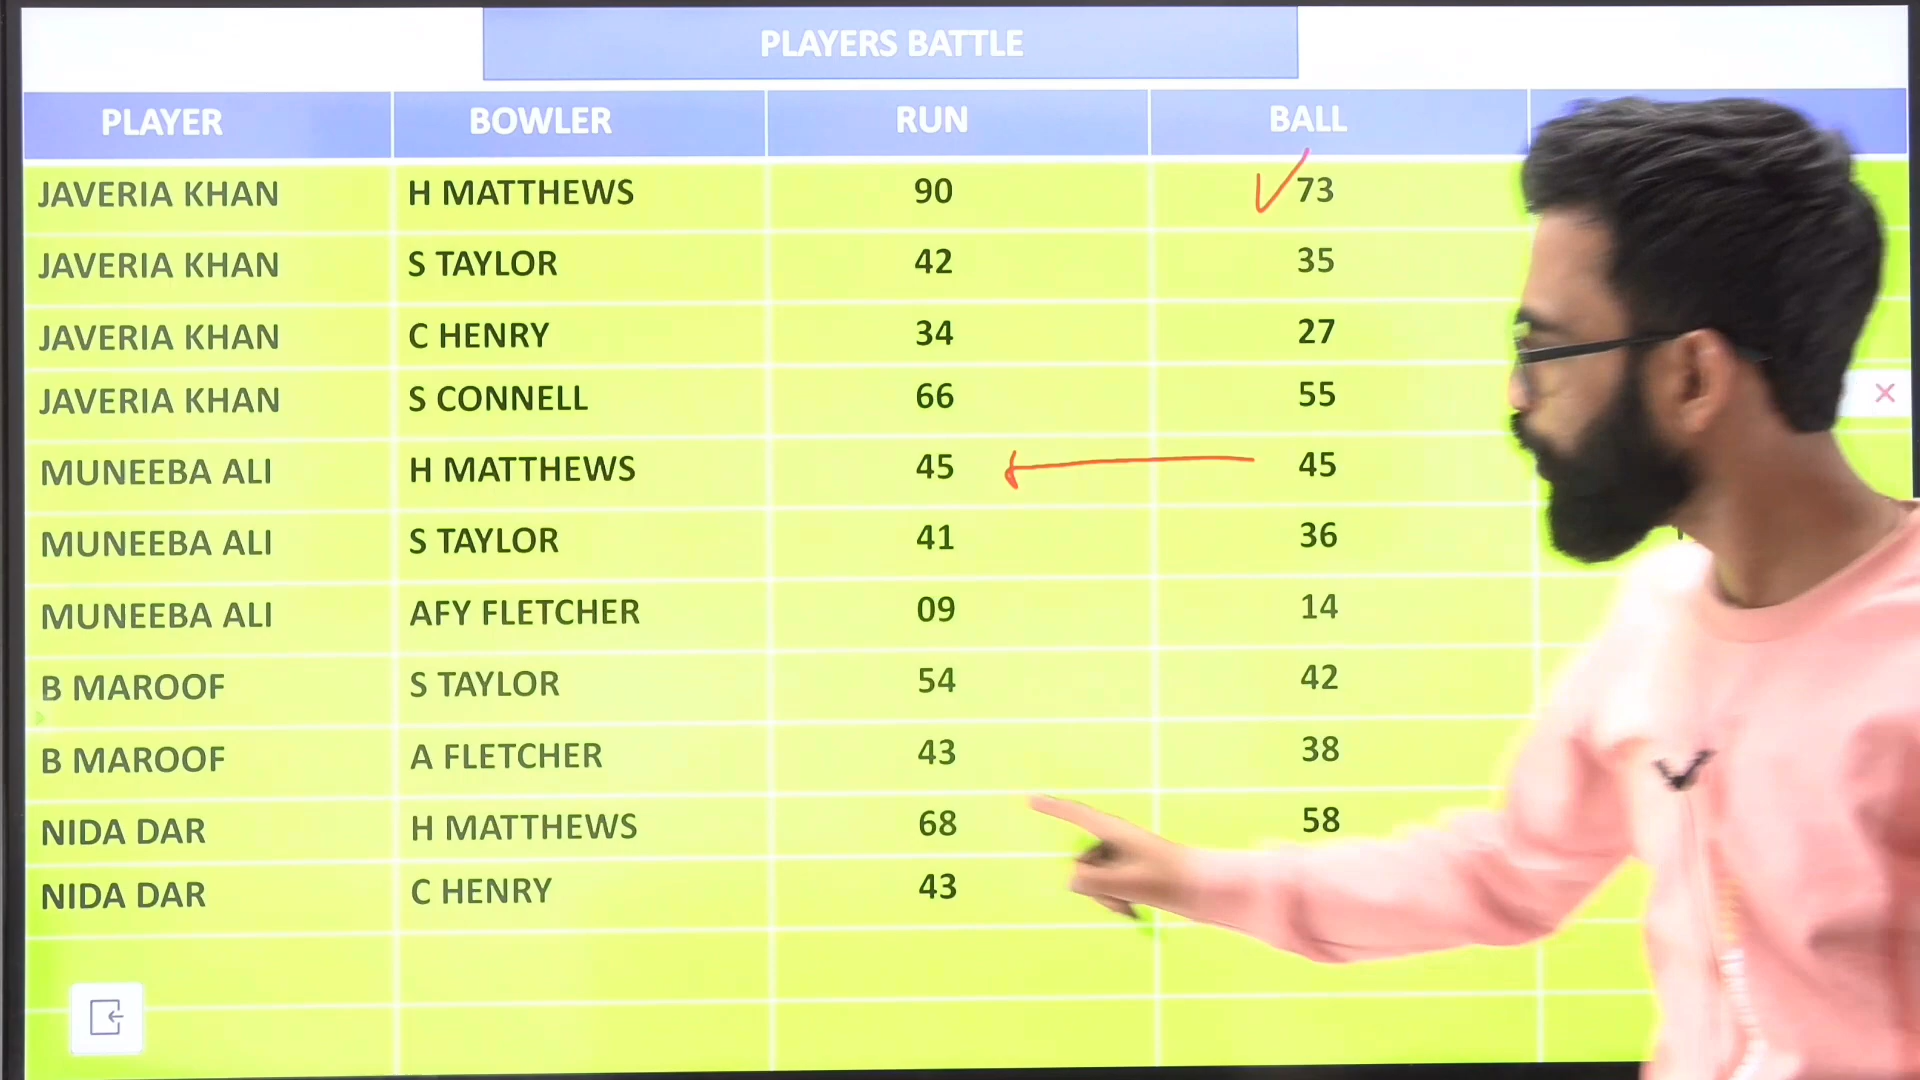 PLAYERS BATTLE
PLAYER BOWLER RUN BALL
JAVERIA KHAN H MATTHEWS 90 73
JAVERIA KHAN S TAYLOR 42 35
JAVERIA KHAN C HENRY 34 27
JAVERIA KHAN S CONNELL 66 55
MUNEEBA ALI H MATTHEWS 45 45
MUNEEBA ALI S TAYLOR 41 36
MUNEEBA ALI AFY FLETCHER 09 14
B MAROOF S TAYLOR 54 42
B MAROOF A FLETCHER 43 38
NIDA DAR H MATTHEWS 68 58
NIDA DAR C HENRY 43